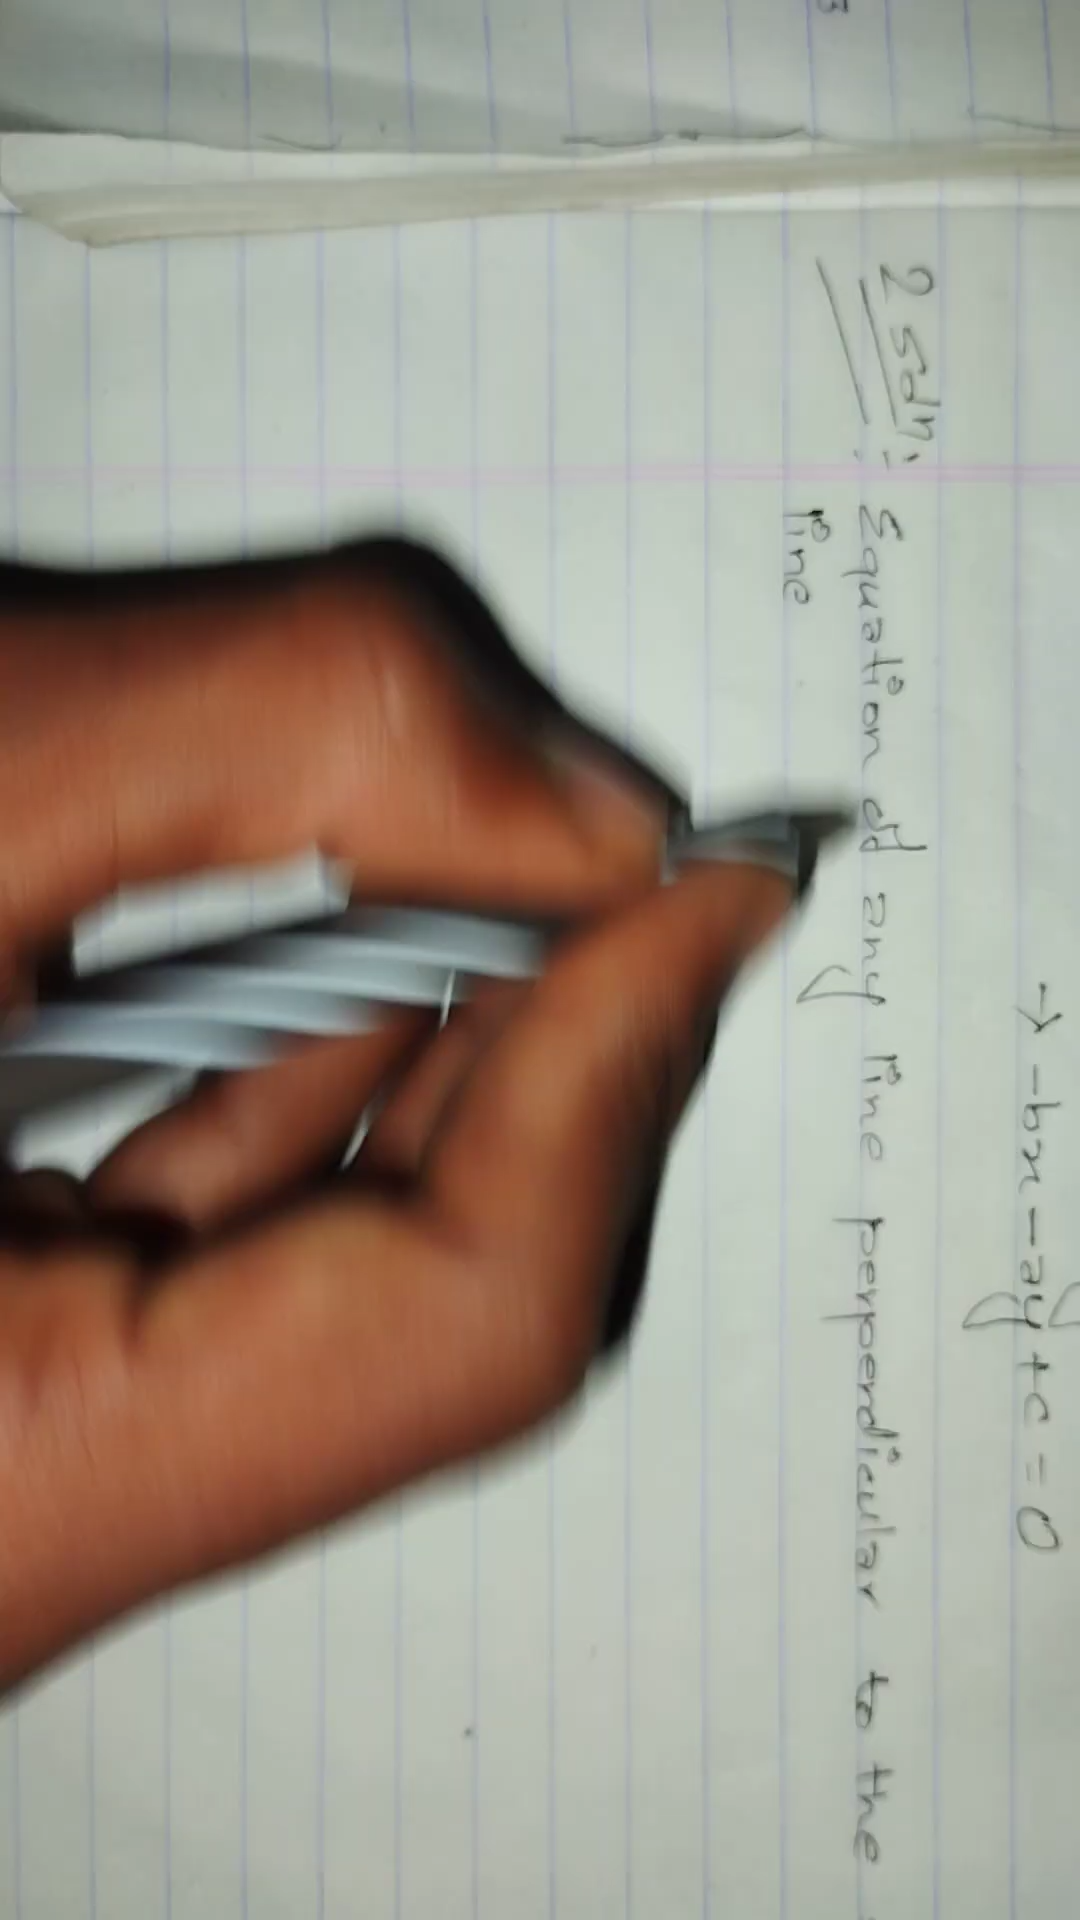 → -bx - ay + c = 0
2 soln:- Equation of any line perpendicular to the
line